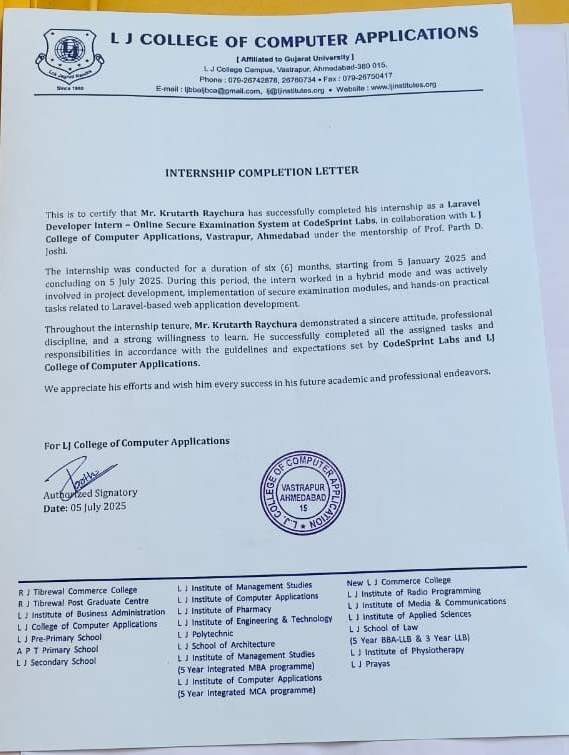 L J
Lok Jagruti Kendra
Since 1980
L J COLLEGE OF COMPUTER APPLICATIONS
[ Affiliated to Gujarat University ]
L J College Campus, Vastrapur, Ahmedabad-380 015.
Phone : 079-26742878, 26760734 • Fax : 079-26750417
E-mail : ljbbaljbca@gmail.com, lj@ljinstitutes.org • Website : www.ljinstitutes.org
INTERNSHIP COMPLETION LETTER
This is to certify that Mr. Krutarth Raychura has successfully completed his internship as a Laravel
Developer Intern – Online Secure Examination System at CodeSprint Labs, in collaboration with L J
College of Computer Applications, Vastrapur, Ahmedabad under the mentorship of Prof. Parth D.
Joshi.
The internship was conducted for a duration of six (6) months, starting from 5 January 2025 and
concluding on 5 July 2025. During this period, the intern worked in a hybrid mode and was actively
involved in project development, implementation of secure examination modules, and hands-on practical
tasks related to Laravel-based web application development.
Throughout the internship tenure, Mr. Krutarth Raychura demonstrated a sincere attitude, professional
discipline, and a strong willingness to learn. He successfully completed all the assigned tasks and
responsibilities in accordance with the guidelines and expectations set by CodeSprint Labs and LJ
College of Computer Applications.
We appreciate his efforts and wish him every success in his future academic and professional endeavors.
For LJ College of Computer Applications
Authorized Signatory
Date: 05 July 2025
L.J. COLLEGE OF COMPUTER APPLICATION
VASTRAPUR
AHMEDABAD
15
R J Tibrewal Commerce College
R J Tibrewal Post Graduate Centre
L J Institute of Business Administration
L J College of Computer Applications
L J Pre-Primary School
A P T Primary School
L J Secondary School
L J Institute of Management Studies
L J Institute of Computer Applications
L J Institute of Pharmacy
L J Institute of Engineering & Technology
L J Polytechnic
L J School of Architecture
L J Institute of Management Studies
(5 Year Integrated MBA programme)
L J Institute of Computer Applications
(5 Year Integrated MCA programme)
New L J Commerce College
L J Institute of Radio Programming
L J Institute of Media & Communications
L J Institute of Applied Sciences
L J School of Law
(5 Year BBA-LLB & 3 Year LLB)
L J Institute of Physiotherapy
L J Prayas